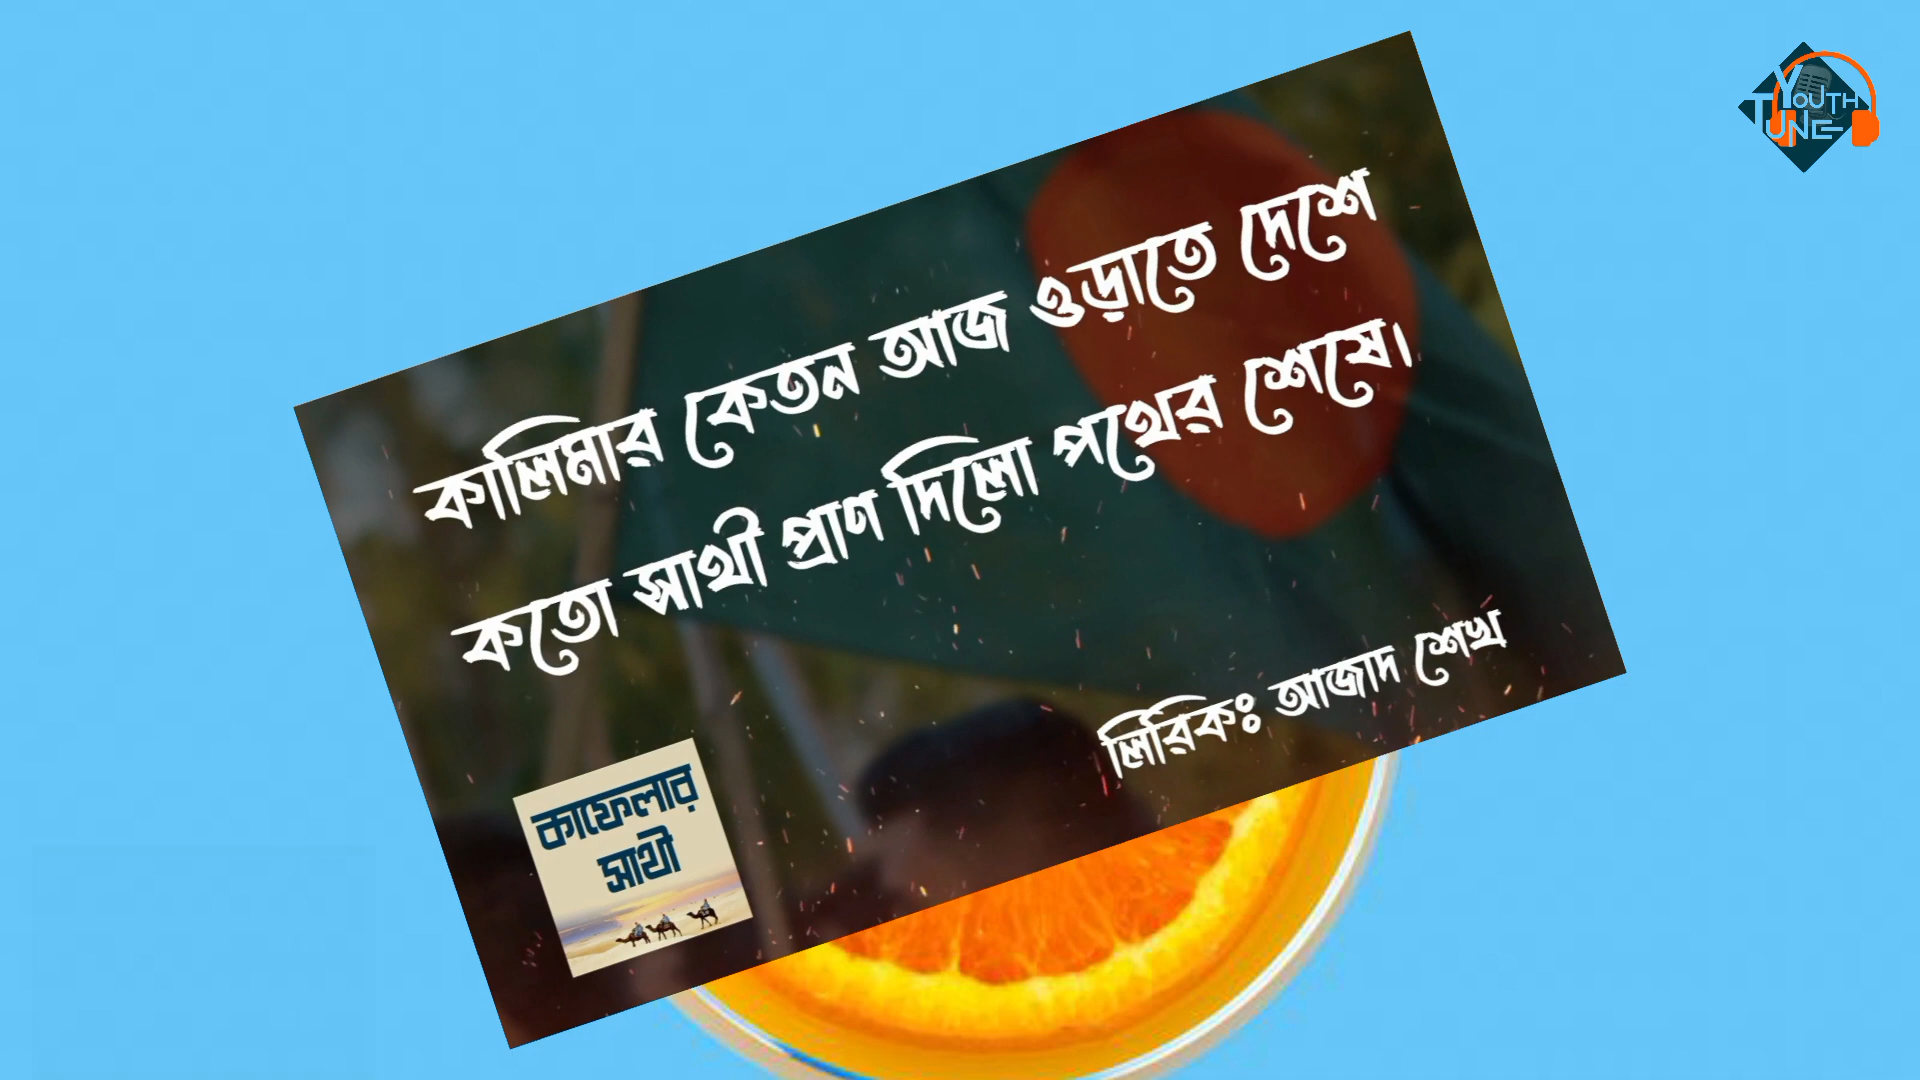 কালিমার কেতন আজ ওড়াতে দেশে
কতো সাথী প্রাণ দিলো পথের শেষে।
লিরিকঃ আজাদ শেখ
কাফেলার
সাথী
YOUTH
TUNE